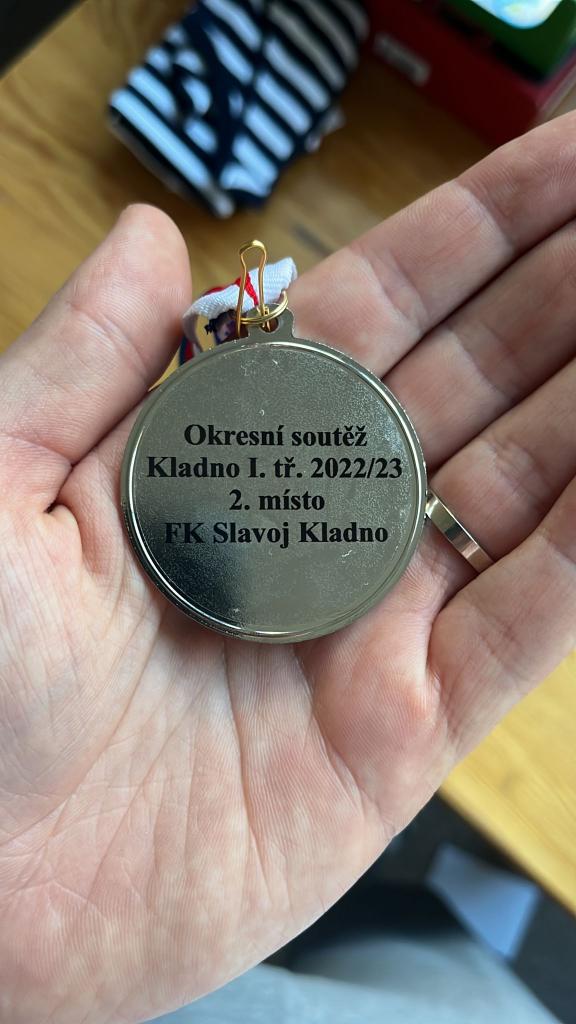 Okresní soutěž
Kladno I. tř. 2022/23
2. místo
FK Slavoj Kladno